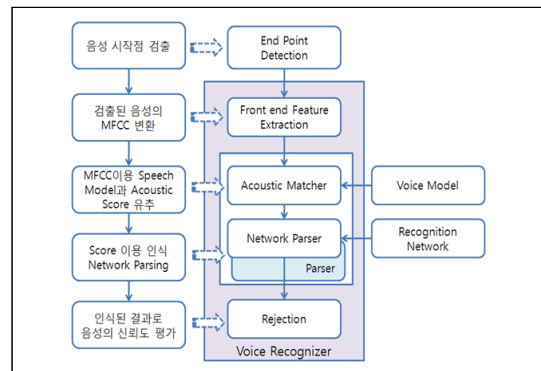 음성 시작점 검출
End Point
Detection
검출된 음성의
MFCC 변환
Front end Feature
Extraction
MFCC이용 Speech
Model과 Acoustic
Score 유추
Acoustic Matcher
Voice Model
Score 이용 인식
Network Parsing
Network Parser
Parser
Recognition
Network
인식된 결과로
음성의 신뢰도 평가
Rejection
Voice Recognizer